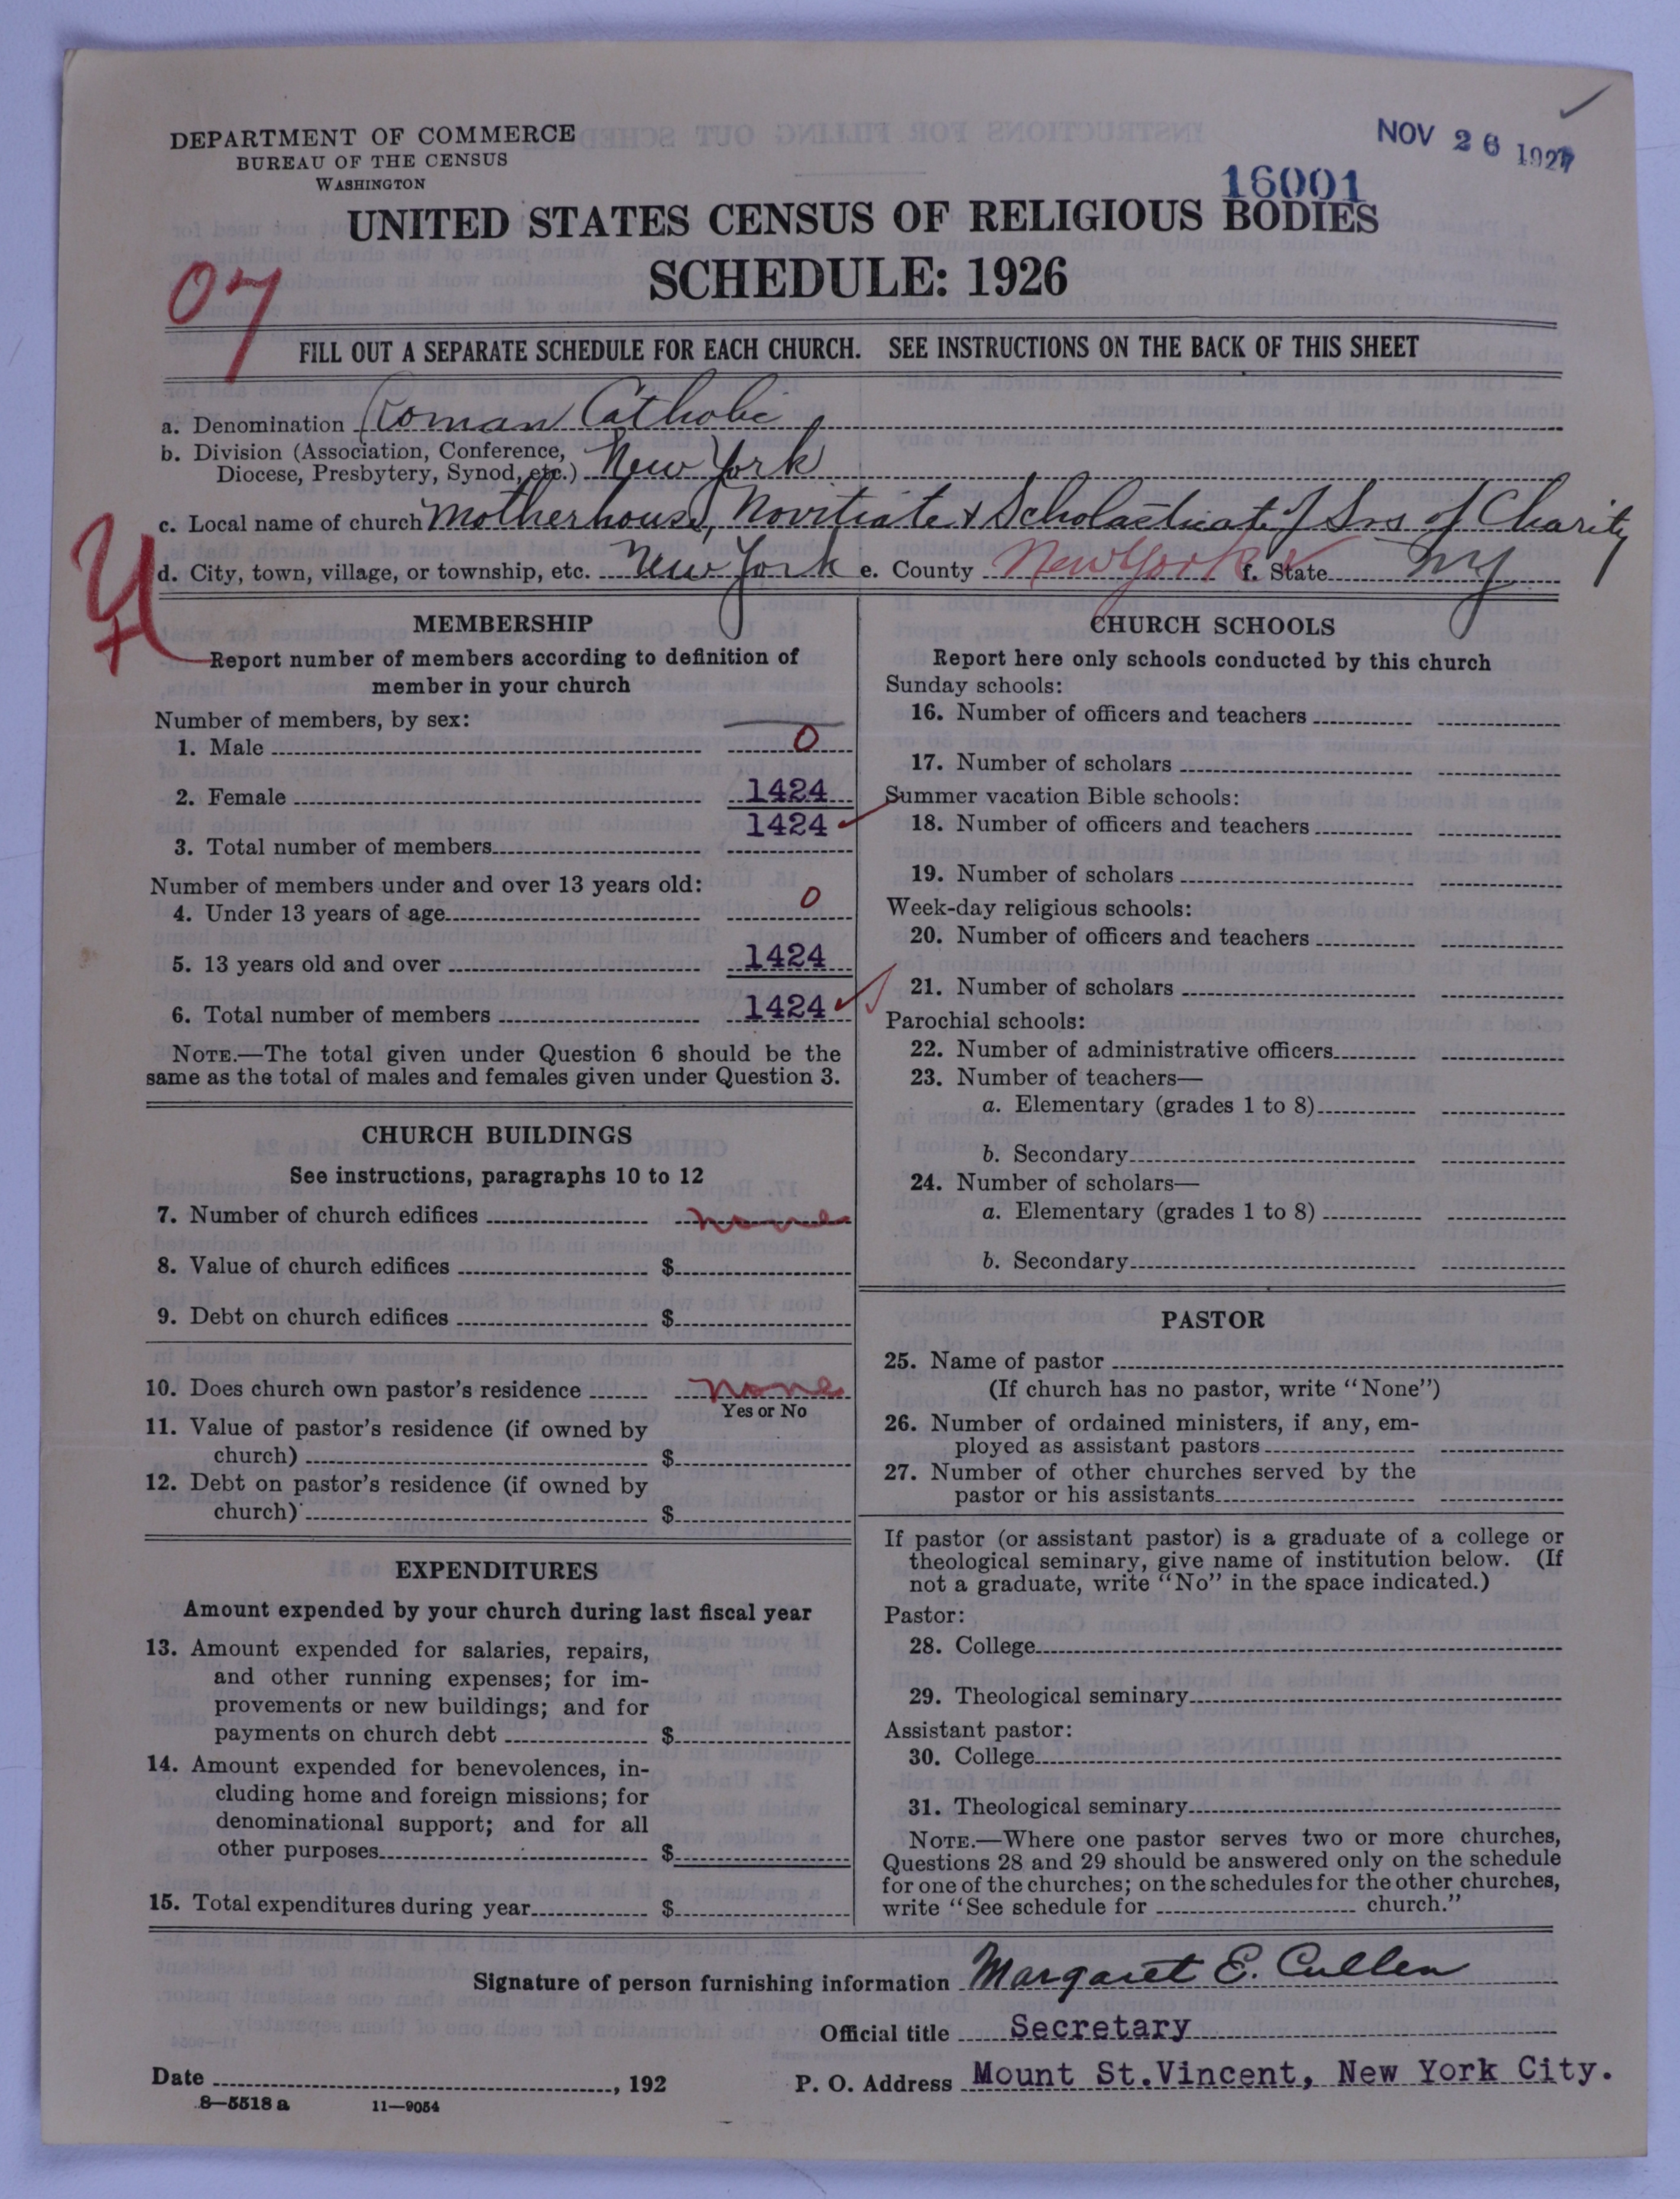 DEPARTMENT OF COMMERCE
BUREAU OF THE CENSUS
WASHINGTON
NOV 26 1927
16001
UNITED STATES CENSUS OF RELIGIOUS BODIES
SCHEDULE: 1926
07
FILL OUT A SEPARATE SCHEDULE FOR EACH CHURCH. SEE INSTRUCTIONS ON THE BACK OF THIS SHEET
a. Denomination Roman Catholic
b. Division (Association, Conference,
Diocese, Presbytery, Synod, etc.) New York
c. Local name of church Motherhouse, Novitiate & Scholasticate of Srs of Charity
d. City, town, village, or township, etc. New York e. County New York f. State NY
MEMBERSHIP
Report number of members according to definition of
member in your church
Number of members, by sex:
1. Male 0
2. Female 1424
1424
3. Total number of members
Number of members under and over 13 years old:
4. Under 13 years of age 0
5. 13 years old and over 1424
6. Total number of members 1424
NOTE.—The total given under Question 6 should be the
same as the total of males and females given under Question 3.
CHURCH BUILDINGS
See instructions, paragraphs 10 to 12
7. Number of church edifices none
8. Value of church edifices $
9. Debt on church edifices $
10. Does church own pastor's residence none
Yes or No
11. Value of pastor's residence (if owned by
church) $
12. Debt on pastor's residence (if owned by
church) $
EXPENDITURES
Amount expended by your church during last fiscal year
13. Amount expended for salaries, repairs,
and other running expenses; for im-
provements or new buildings; and for
payments on church debt $
14. Amount expended for benevolences, in-
cluding home and foreign missions; for
denominational support; and for all
other purposes $
15. Total expenditures during year $
CHURCH SCHOOLS
Report here only schools conducted by this church
Sunday schools:
16. Number of officers and teachers
17. Number of scholars
Summer vacation Bible schools:
18. Number of officers and teachers
19. Number of scholars
Week-day religious schools:
20. Number of officers and teachers
21. Number of scholars
Parochial schools:
22. Number of administrative officers
23. Number of teachers—
a. Elementary (grades 1 to 8)
b. Secondary
24. Number of scholars—
a. Elementary (grades 1 to 8)
b. Secondary
PASTOR
25. Name of pastor
(If church has no pastor, write "None")
26. Number of ordained ministers, if any, em-
ployed as assistant pastors
27. Number of other churches served by the
pastor or his assistants
If pastor (or assistant pastor) is a graduate of a college or
theological seminary, give name of institution below. (If
not a graduate, write "No" in the space indicated.)
Pastor:
28. College
29. Theological seminary
Assistant pastor:
30. College
31. Theological seminary
NOTE.—Where one pastor serves two or more churches,
Questions 28 and 29 should be answered only on the schedule
for one of the churches; on the schedules for the other churches,
write "See schedule for church."
Signature of person furnishing information Margaret E. Cullen
Official title Secretary
Date , 192
P. O. Address Mount St.Vincent, New York City.
8—5518 a 11—9054